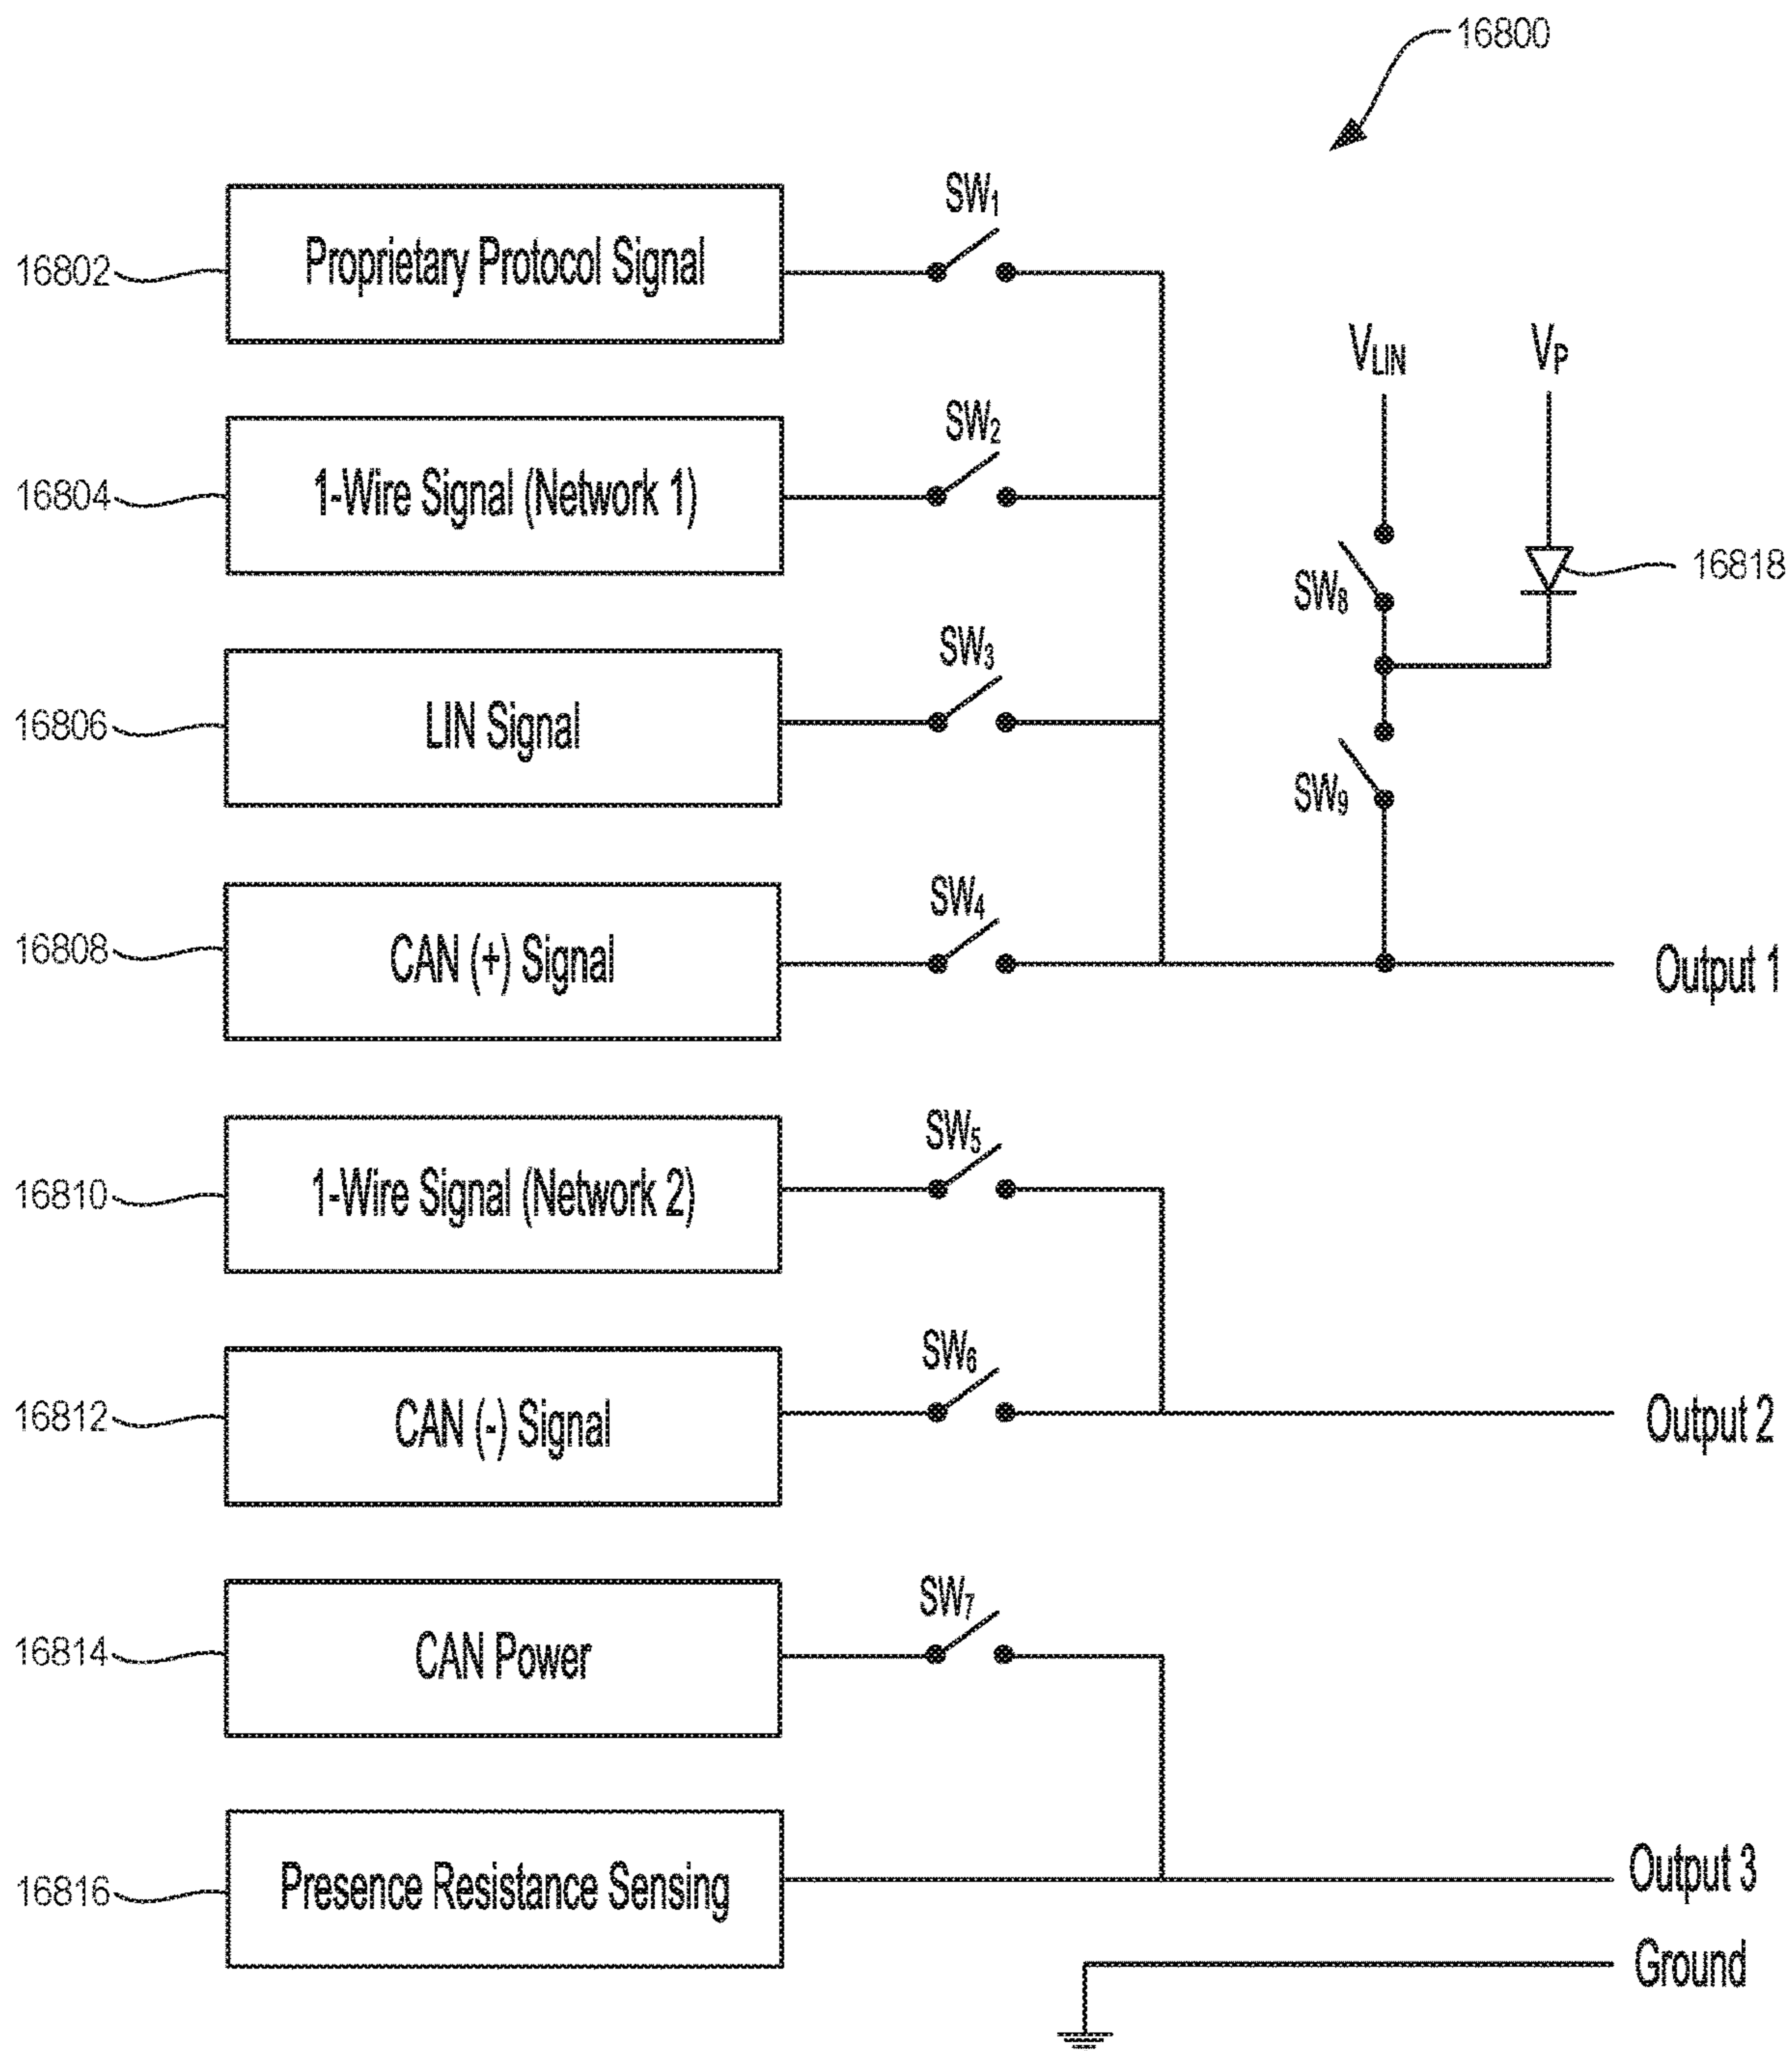 16800
SW1
16802 Proprietary Protocol Signal
VLIN VP
SW2
16804 1-Wire Signal (Network 1)
SW8 16818
SW3
16806 LIN Signal
SW9
SW4
16808 CAN (+) Signal Output 1
SW5
16810 1-Wire Signal (Network 2)
SW6
16812 CAN (-) Signal Output 2
SW7
16814 CAN Power
16816 Presence Resistance Sensing Output 3
Ground